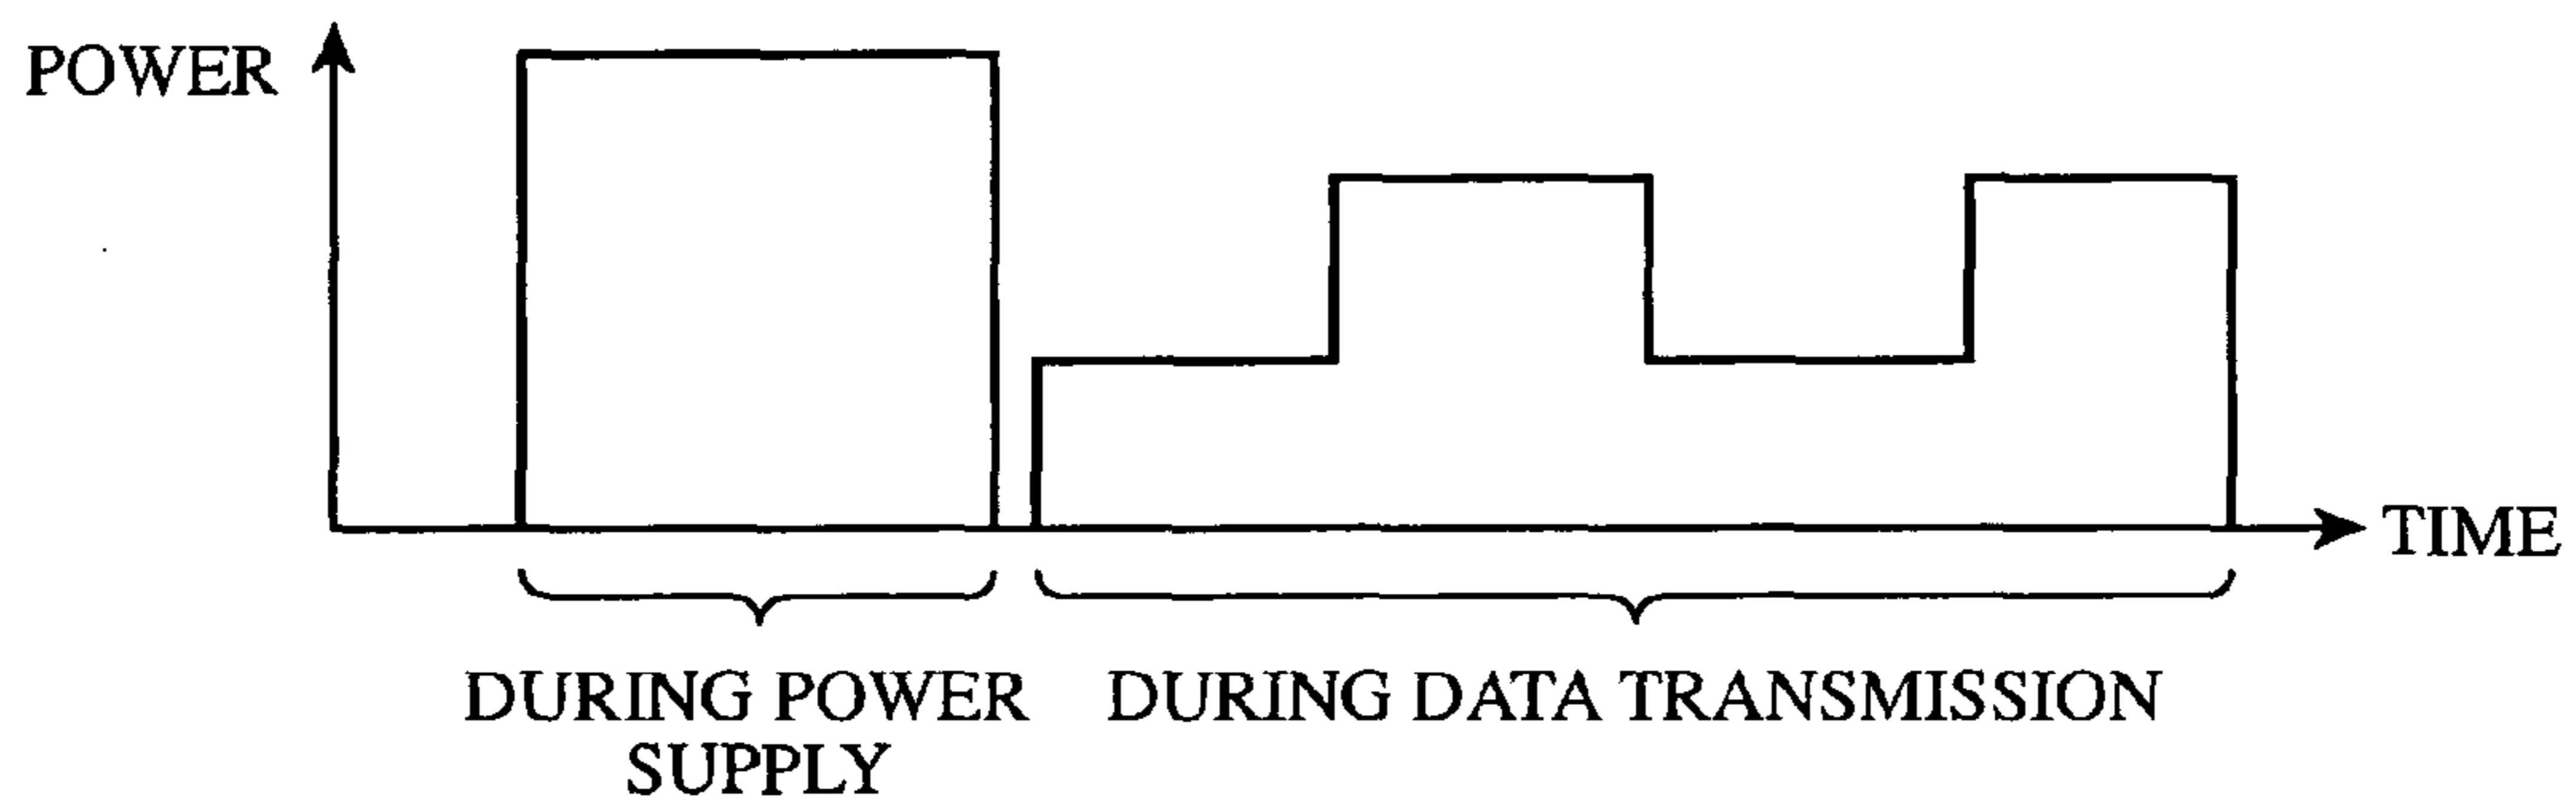 POWER
TIME
DURING POWER
SUPPLY
DURING DATA TRANSMISSION